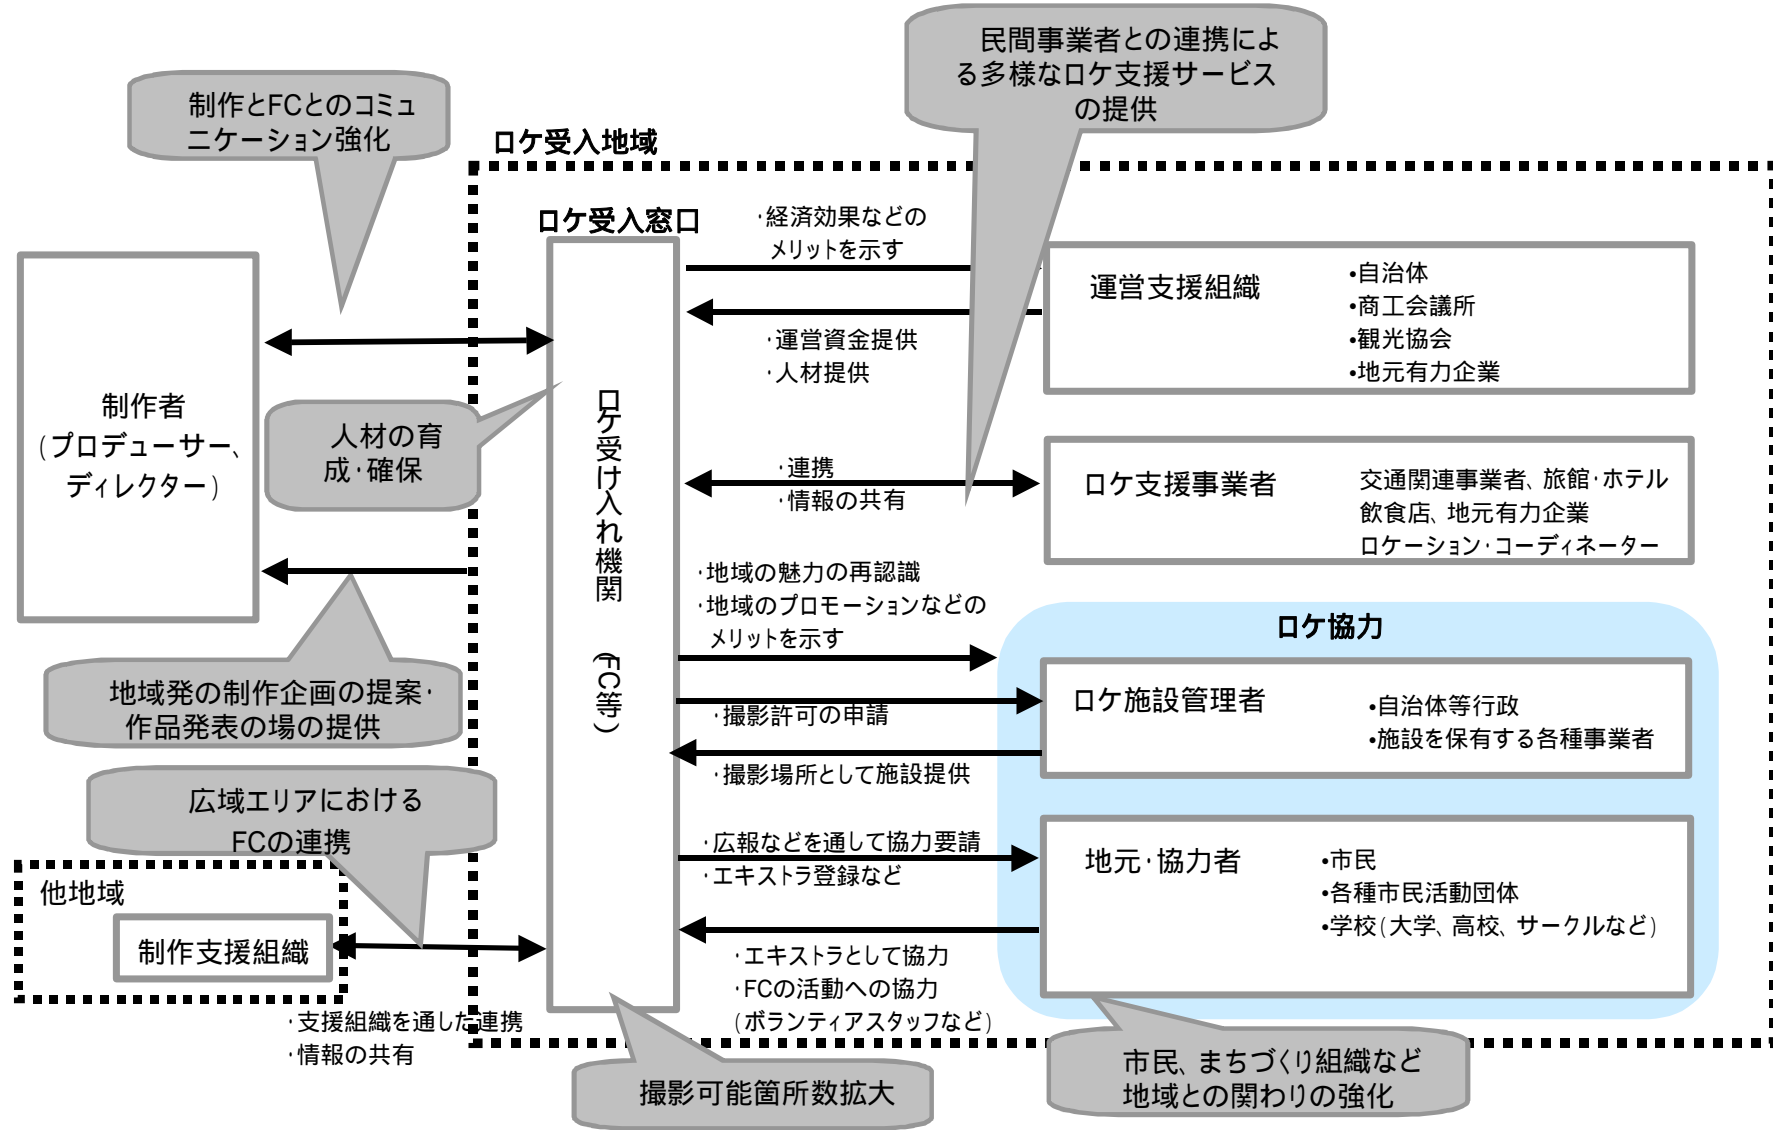 民間事業者との連携によ
る多様なロケ支援サービス
の提供
制作とFCとのコミュ
ニケーション強化
ロケ受入地域
ロケ受入窓口
・経済効果などの
メリットを示す
運営支援組織
•自治体
•商工会議所
•観光協会
•地元有力企業
・運営資金提供
・人材提供
制作者
(プロデューサー、
ディレクター)
人材の育
成・確保
ロケ受け入れ機関 (FC等)
・連携
・情報の共有
ロケ支援事業者
交通関連事業者、旅館・ホテル
飲食店、地元有力企業
ロケーション・コーディネーター
・地域の魅力の再認識
・地域のプロモーションなどの
メリットを示す
ロケ協力
地域発の制作企画の提案・
作品発表の場の提供
ロケ施設管理者
•自治体等行政
•施設を保有する各種事業者
・撮影許可の申請
・撮影場所として施設提供
広域エリアにおける
FCの連携
・広報などを通して協力要請
・エキストラ登録など
地元・協力者
•市民
•各種市民活動団体
•学校(大学、高校、サークルなど)
他地域
制作支援組織
・エキストラとして協力
・FCの活動への協力
(ボランティアスタッフなど)
・支援組織を通した連携
・情報の共有
撮影可能箇所数拡大
市民、まちづくり組織など
地域との関わりの強化